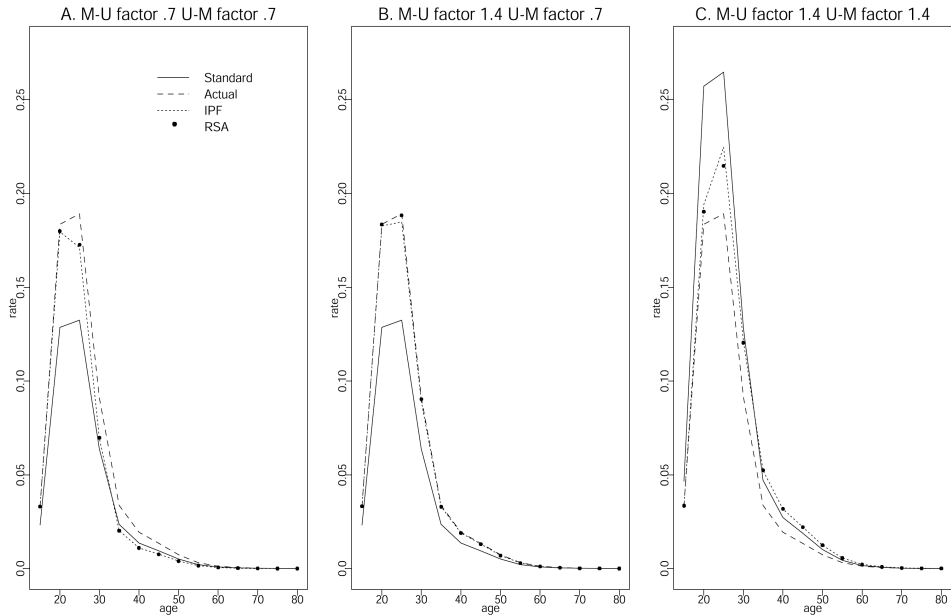 A. M-U factor .7 U-M factor .7
B. M-U factor 1.4 U-M factor .7
C. M-U factor 1.4 U-M factor 1.4
Standard
Actual
IPF
RSA
rate
0.25
0.20
0.15
0.10
0.05
0.0
20 30 40 50 60 70 80
age
rate
0.25
0.20
0.15
0.10
0.05
0.0
20 30 40 50 60 70 80
age
rate
0.25
0.20
0.15
0.10
0.05
0.0
20 30 40 50 60 70 80
age